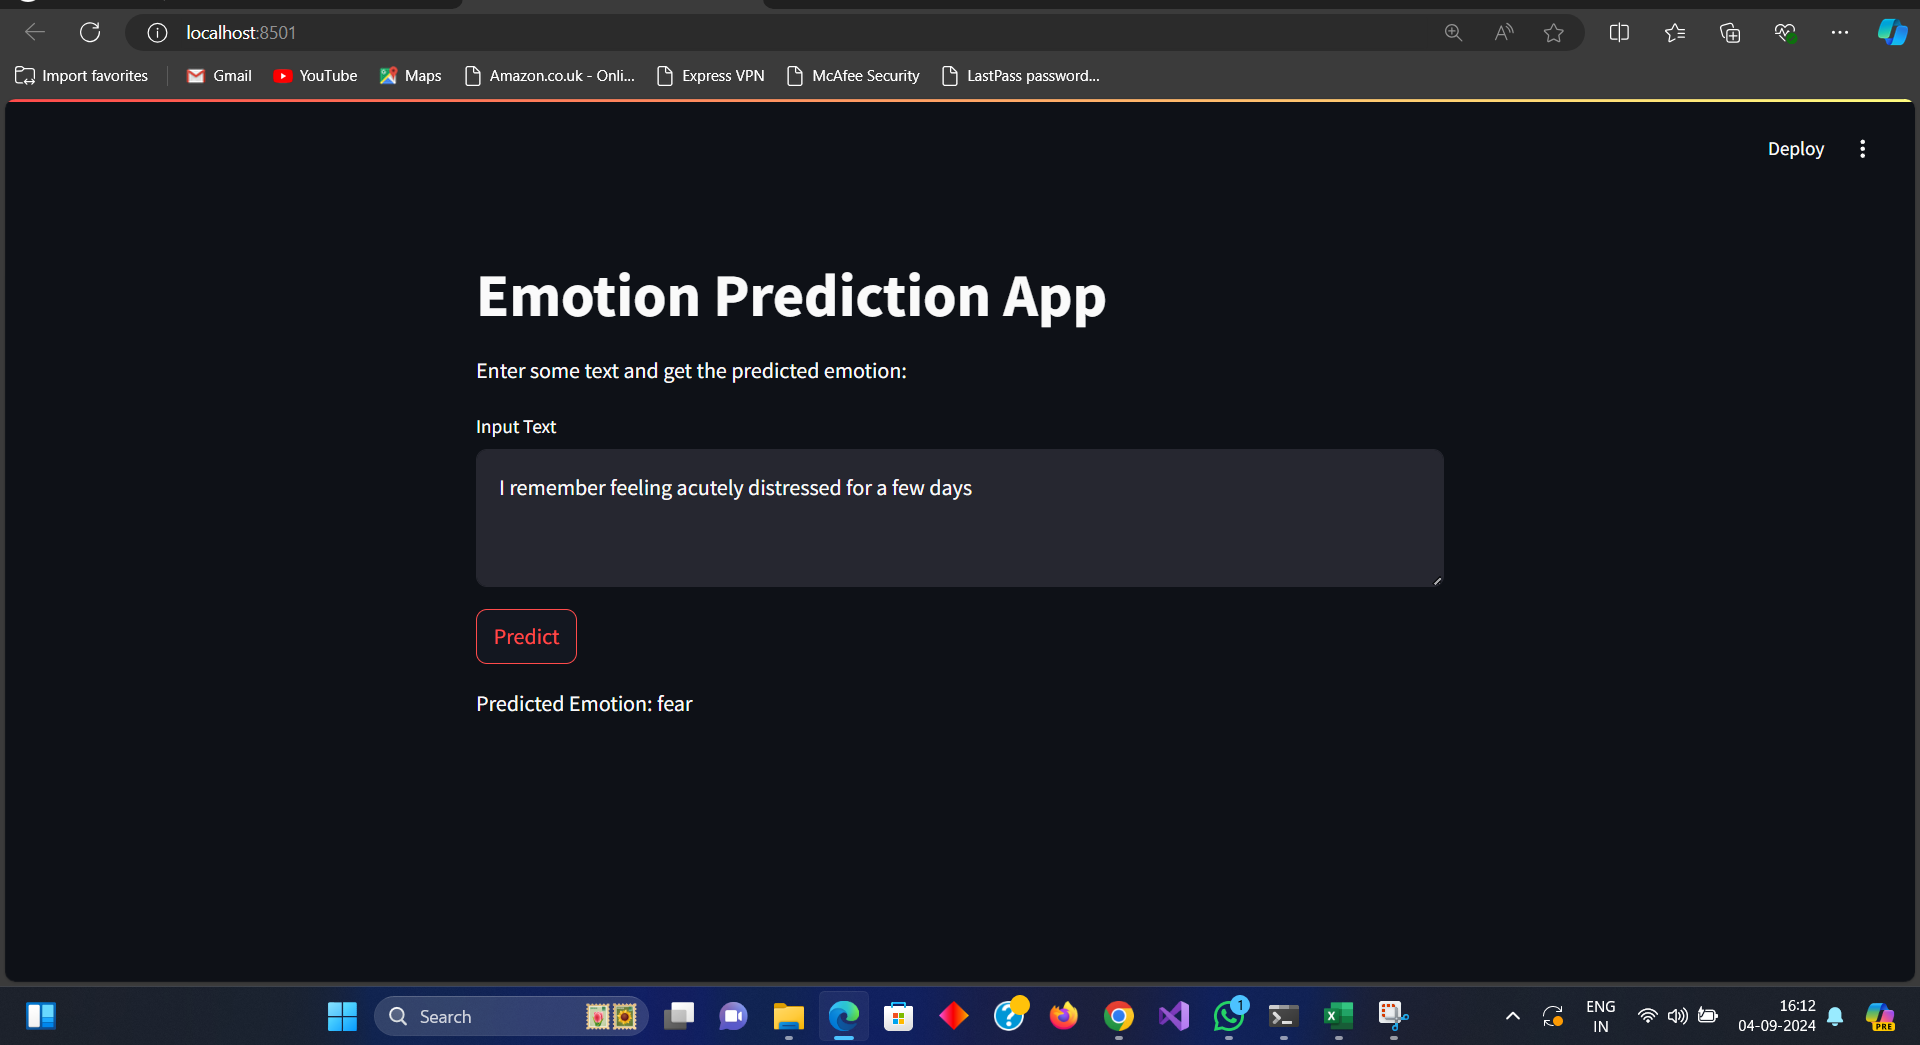 localhost:8501
Import favorites Gmail YouTube Maps Amazon.co.uk - Onli... Express VPN McAfee Security LastPass password...
Deploy
Emotion Prediction App
Enter some text and get the predicted emotion:
Input Text
I remember feeling acutely distressed for a few days
Predict
Predicted Emotion: fear
Search
1
ENG
IN
16:12
04-09-2024
PRE